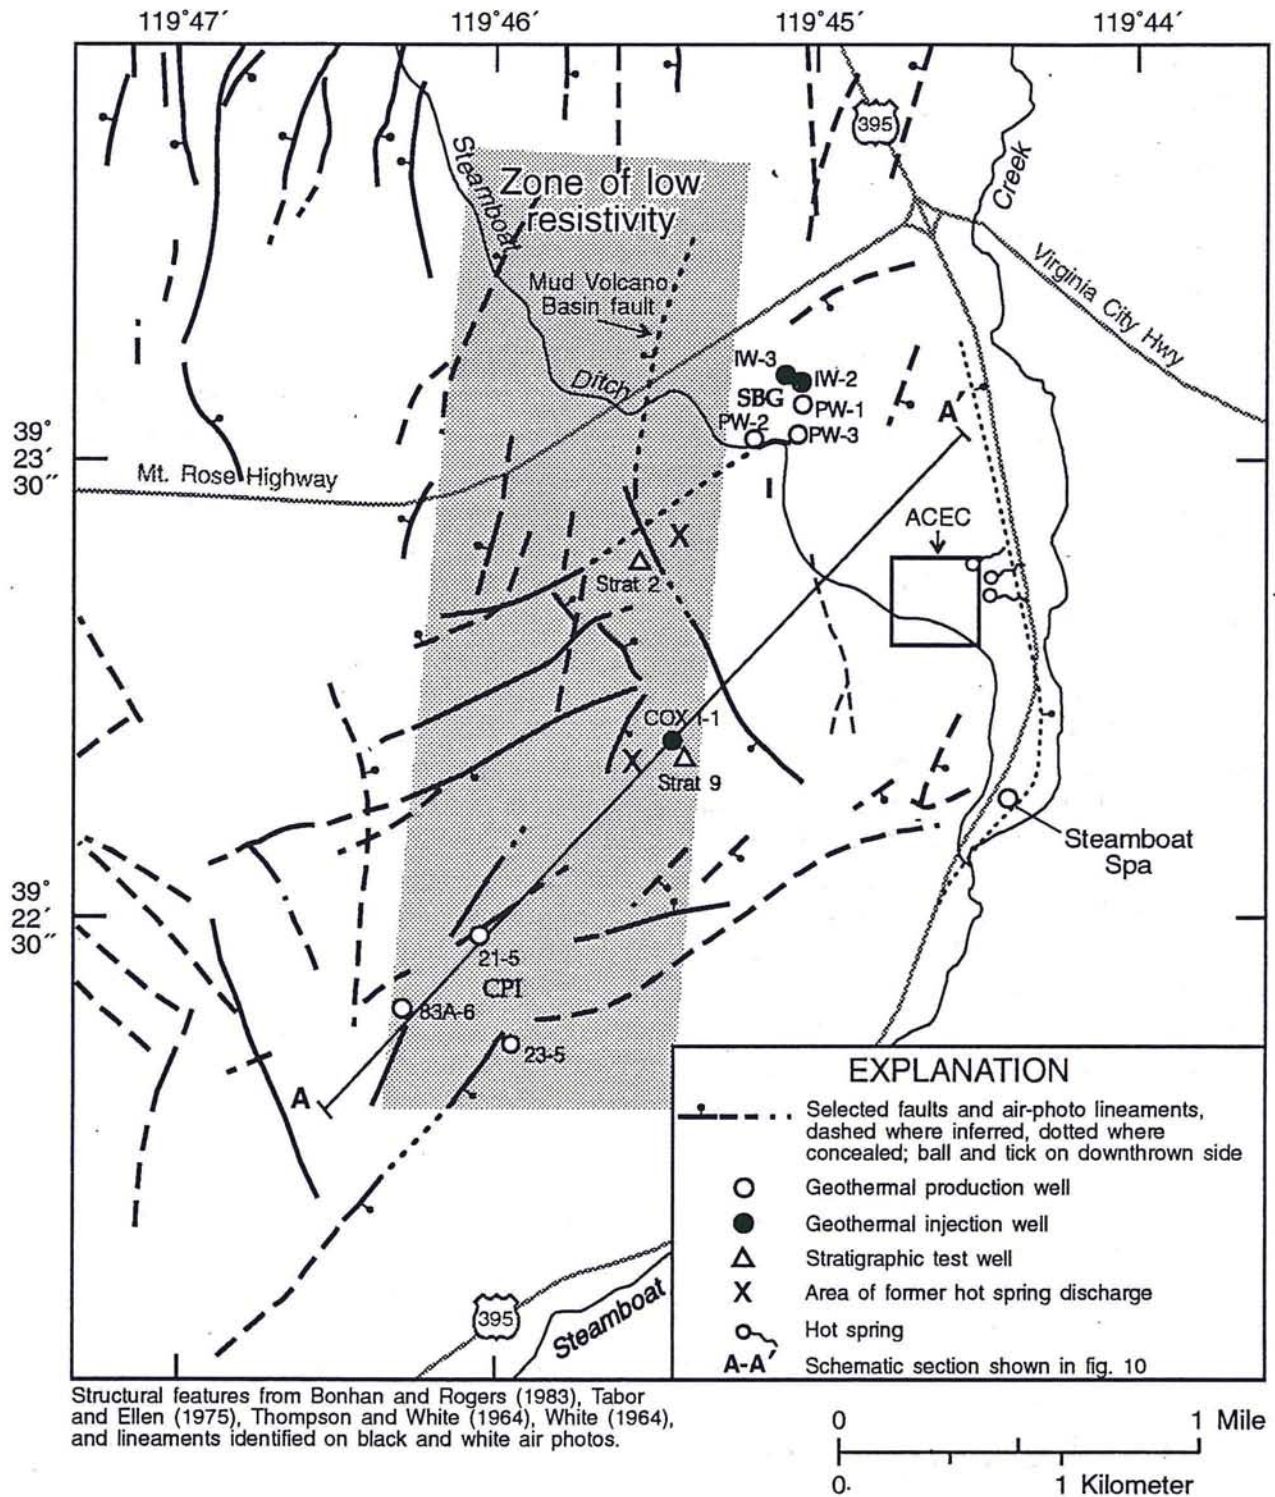 119°47′
119°46′
119°45′
119°44′
395
Creek
Steamboat
Zone of low
resistivity
Virginia City Hwy
Mud Volcano
Basin fault
IW-3
IW-2
Ditch
SBG
PW-1
A′
PW-2
PW-3
39°
23′
30″
Mt. Rose Highway
ACEC
Strat 2
X
COX I-1
X
Strat 9
Steamboat
Spa
39°
22′
30″
21-5
CPI
83A-6
23-5
A
EXPLANATION
Selected faults and air-photo lineaments,
dashed where inferred, dotted where
concealed; ball and tick on downthrown side
Geothermal production well
Geothermal injection well
Stratigraphic test well
X Area of former hot spring discharge
Hot spring
A-A′ Schematic section shown in fig. 10
395
Steamboat
Structural features from Bonhan and Rogers (1983), Tabor
and Ellen (1975), Thompson and White (1964), White (1964),
and lineaments identified on black and white air photos.
0 1 Mile
0 1 Kilometer